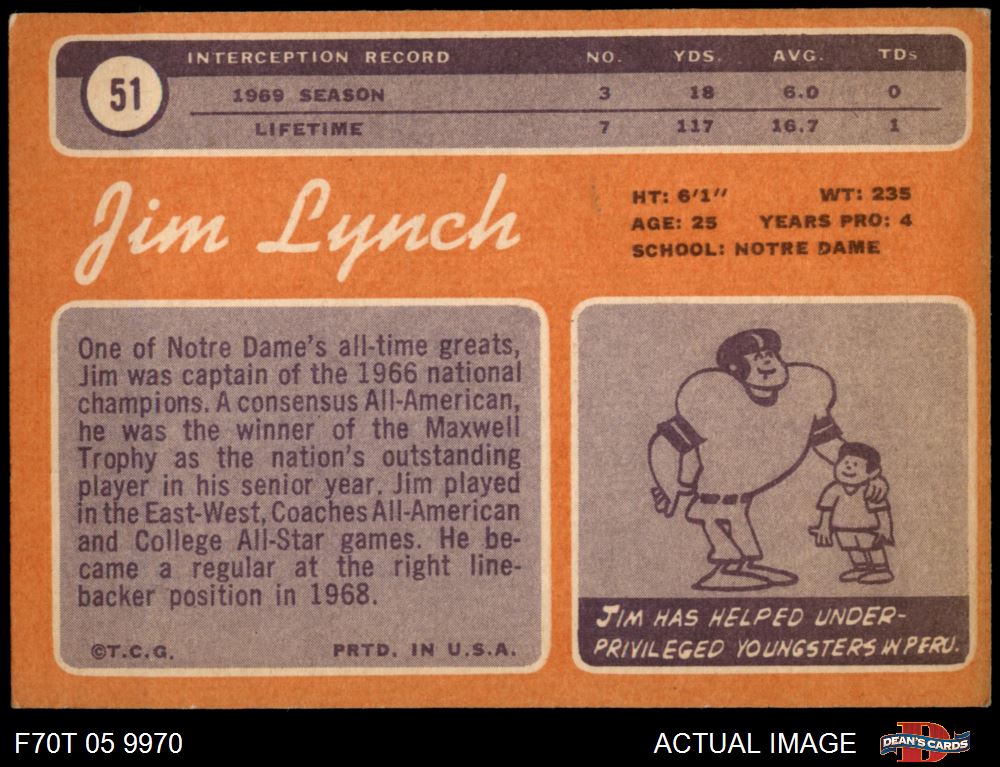 51
INTERCEPTION RECORD NO. YDS. AVG. TDs
1969 SEASON 3 18 6.0 0
LIFETIME 7 117 16.7 1
Jim Lynch
HT: 6'1" WT: 235
AGE: 25 YEARS PRO: 4
SCHOOL: NOTRE DAME
One of Notre Dame's all-time greats,
Jim was captain of the 1966 national
champions. A consensus All-American,
he was the winner of the Maxwell
Trophy as the nation's outstanding
player in his senior year. Jim played
in the East-West, Coaches All-American
and College All-Star games. He be-
came a regular at the right line-
backer position in 1968.
©T.C.G. PRTD. IN U.S.A.
JIM HAS HELPED UNDER-
PRIVILEGED YOUNGSTERS IN PERU.
F70T 05 9970
ACTUAL IMAGE
DEAN'S CARDS